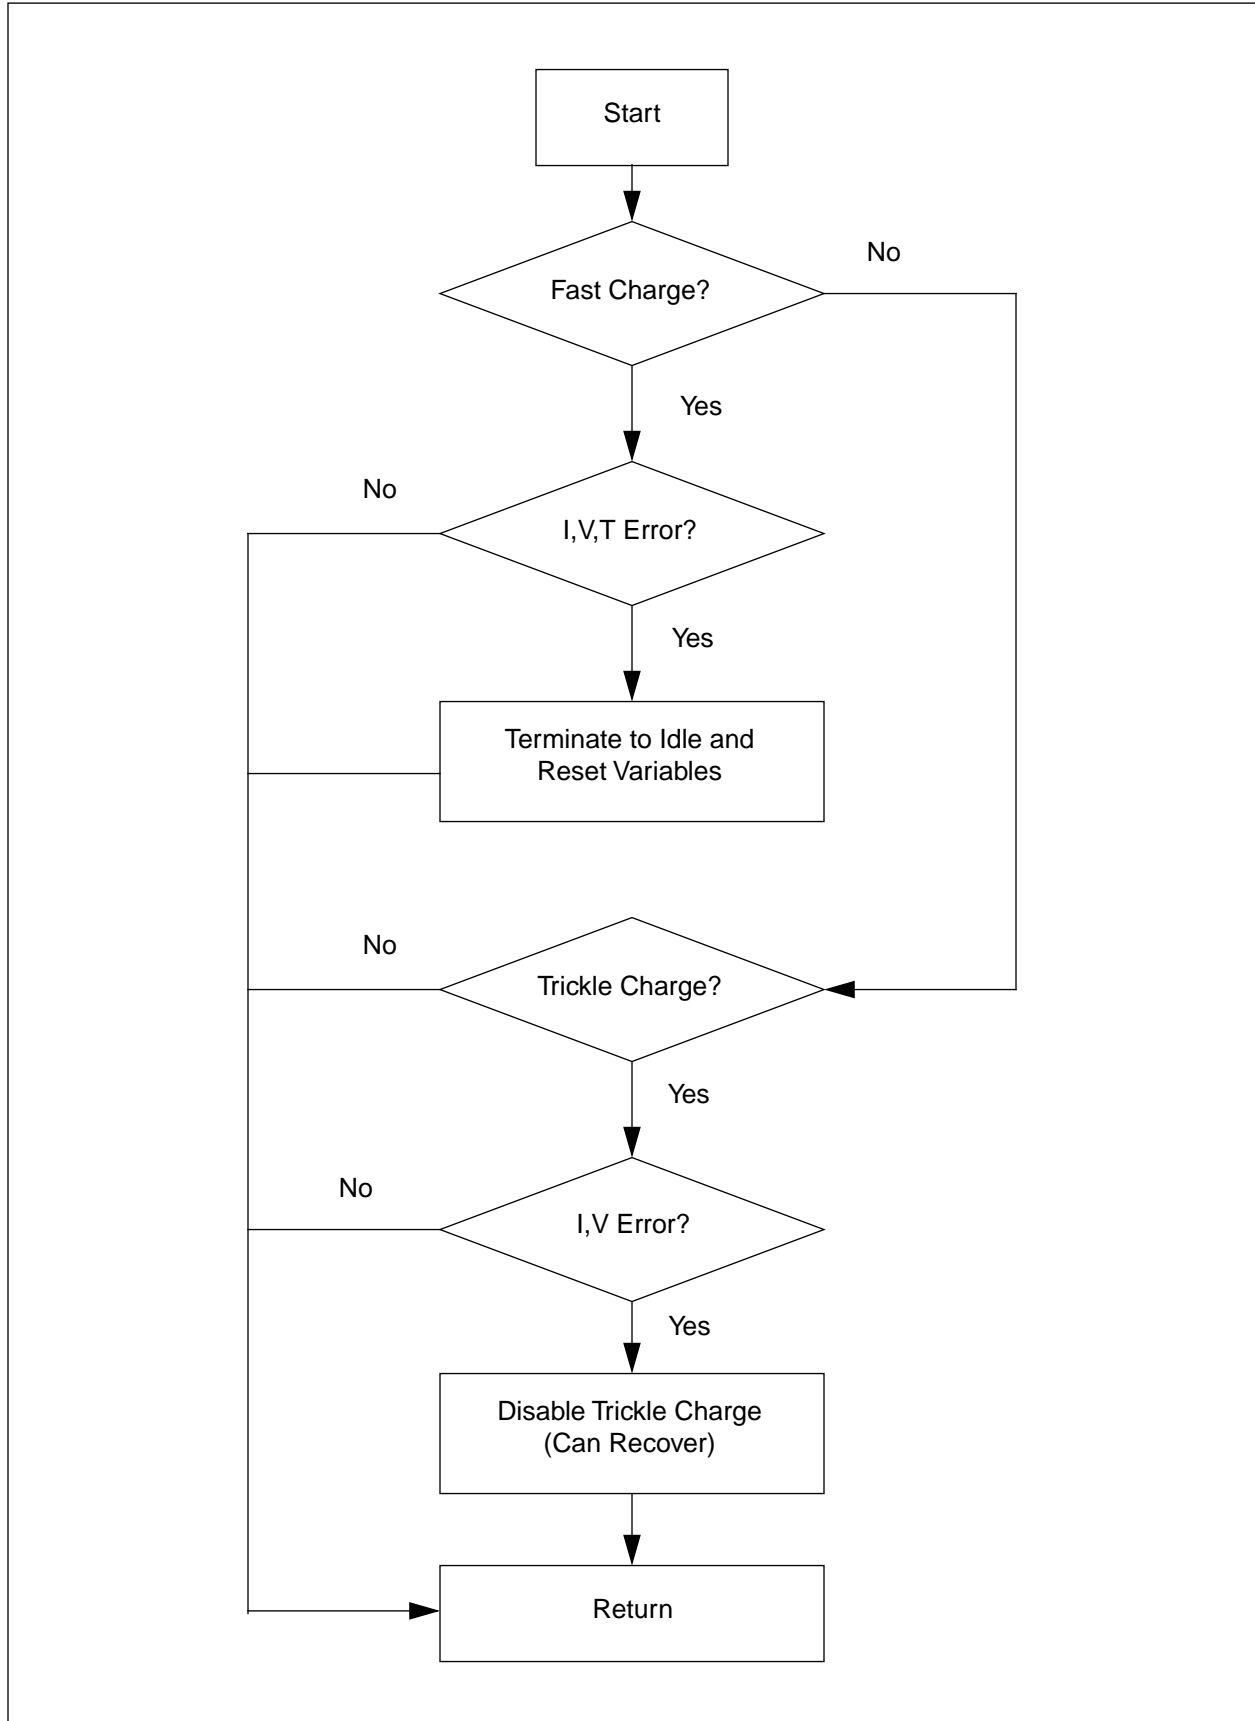 Start
Fast Charge?
No
Yes
I,V,T Error?
No
Yes
Terminate to Idle and
Reset Variables
Trickle Charge?
No
Yes
I,V Error?
No
Yes
Disable Trickle Charge
(Can Recover)
Return